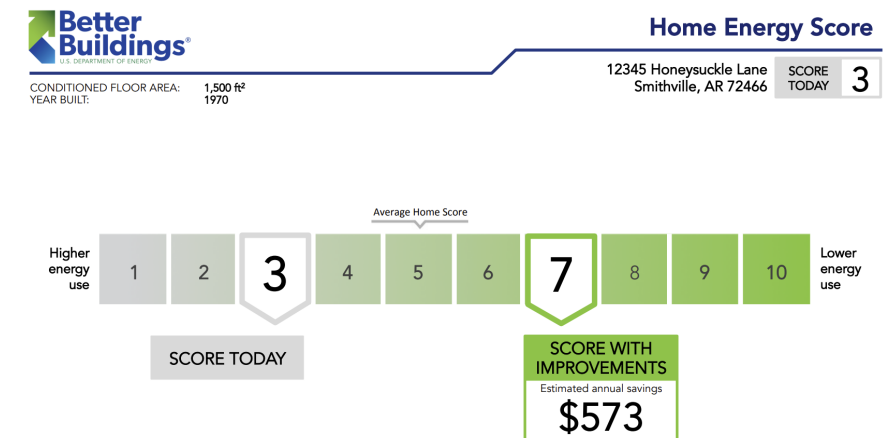 Better
Buildings®
U.S. DEPARTMENT OF ENERGY
Home Energy Score
CONDITIONED FLOOR AREA: 1,500 ft²
YEAR BUILT: 1970
12345 Honeysuckle Lane
Smithville, AR 72466
SCORE
TODAY
3
Average Home Score
Higher
energy
use
1 2 3 4 5 6 7 8 9 10
Lower
energy
use
SCORE TODAY
SCORE WITH
IMPROVEMENTS
Estimated annual savings
$573